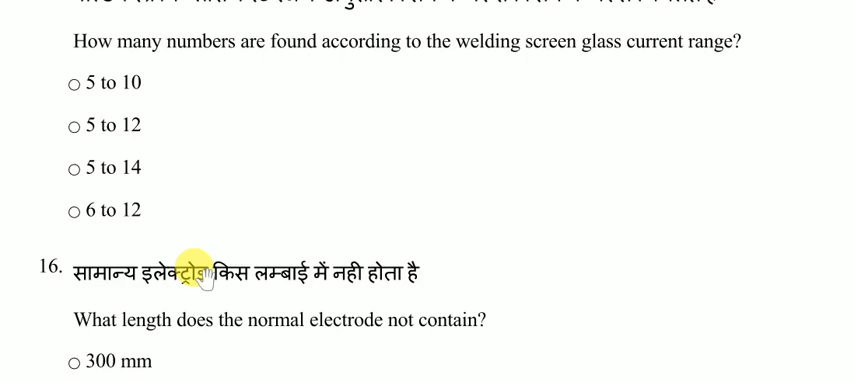 How many numbers are found according to the welding screen glass current range?
5 to 10
5 to 12
5 to 14
6 to 12
16. सामान्य इलेक्ट्रोड किस लम्बाई में नही होता है
What length does the normal electrode not contain?
300 mm